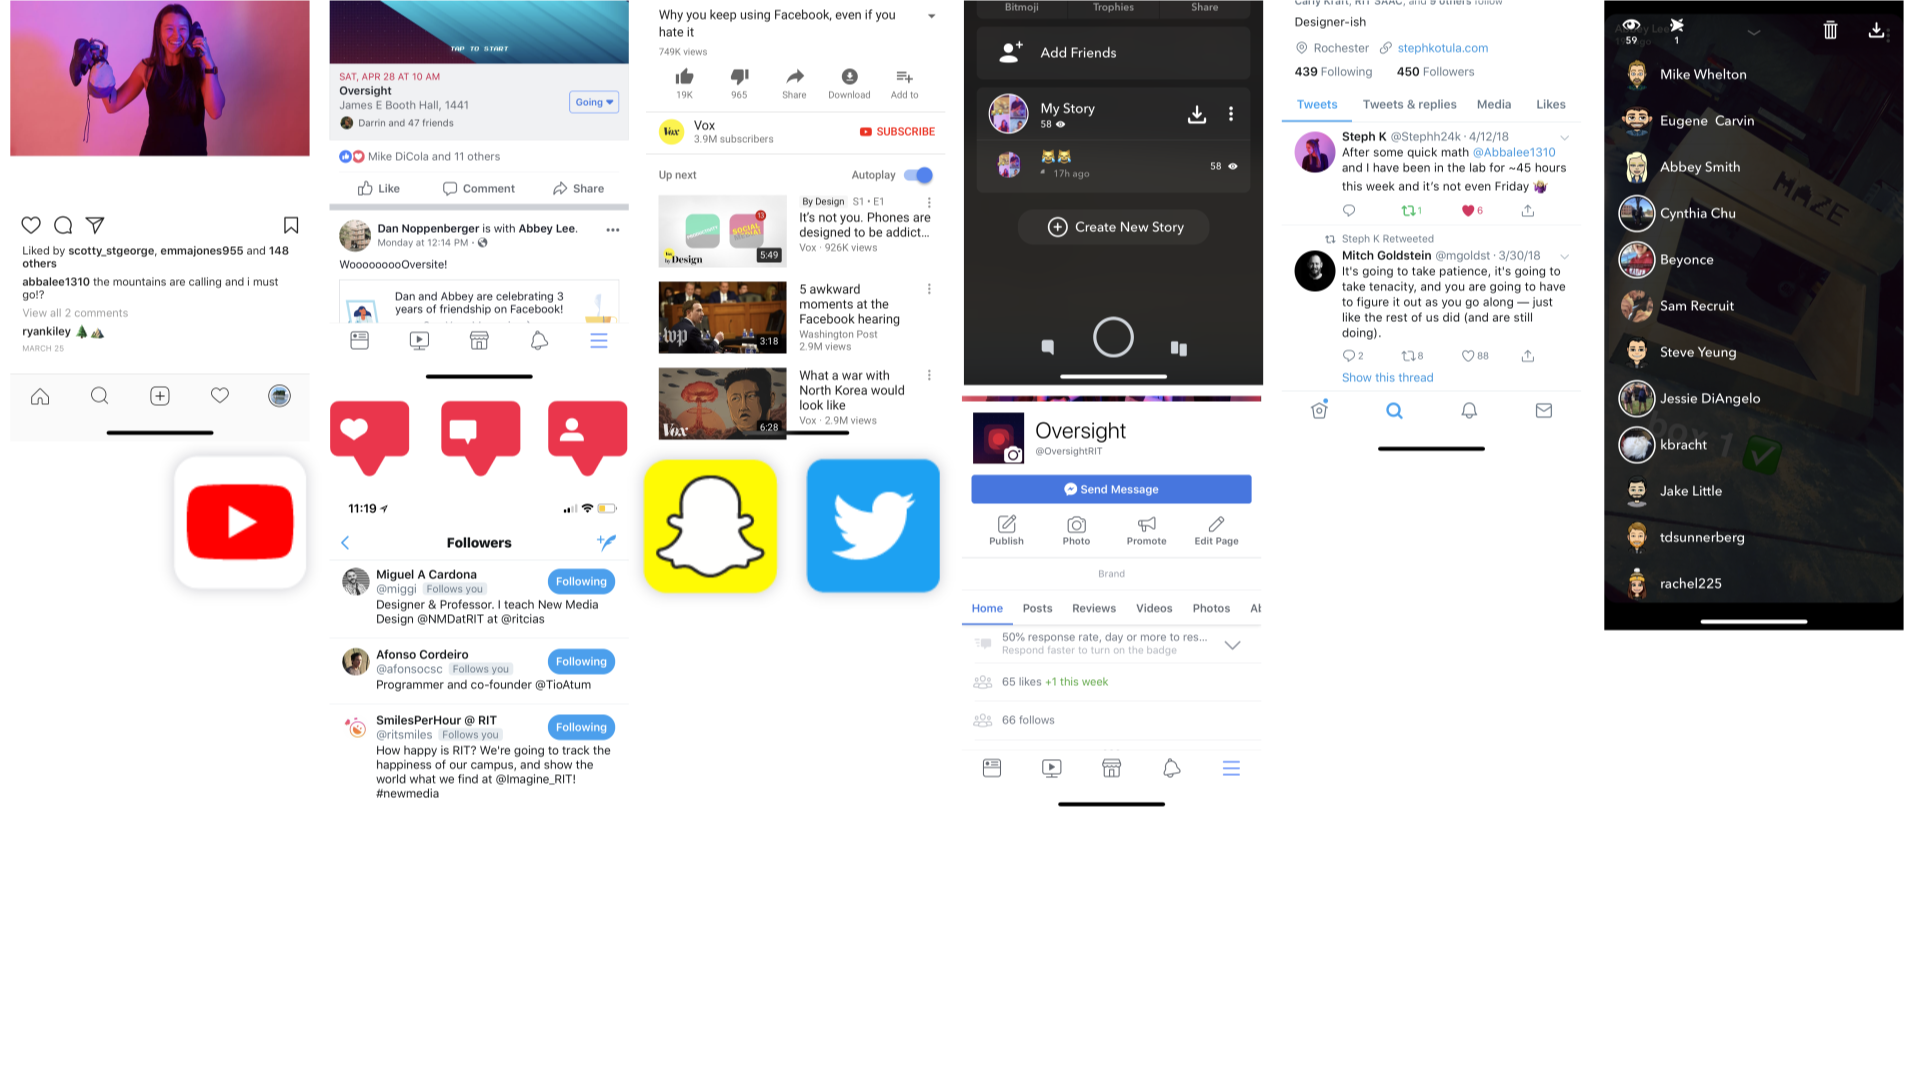 Liked by scotty_stgeorge, emmajones955 and 148
others
abbalee1310 the mountains are calling and i must
go!?
View all 2 comments
ryankiley
MARCH 25
TAP TO START
SAT, APR 28 AT 10 AM
Oversight
James E Booth Hall, 1441
Going
Darrin and 47 friends
Mike DiCola and 11 others
Like Comment Share
Dan Noppenberger is with Abbey Lee.
Monday at 12:14 PM ·
WooooooooOversite!
Dan and Abbey are celebrating 3
years of friendship on Facebook!
11:19
Followers
Miguel A Cardona
@miggi Follows you
Following
Designer & Professor. I teach New Media
Design @NMDatRIT at @ritcias
Afonso Cordeiro
@afonsocsc Follows you
Following
Programmer and co-founder @TioAtum
SmilesPerHour @ RIT
@ritsmiles Follows you
Following
How happy is RIT? We're going to track the
happiness of our campus, and show the
world what we find at @Imagine_RIT!
#newmedia
Why you keep using Facebook, even if you
hate it
749K views
19K 965 Share Download Add to
Vox
Vox
3.9M subscribers
SUBSCRIBE
Up next
Autoplay
By Design S1 • E1
It's not you. Phones are
designed to be addict...
Vox · 926K views
SOCIAL
13
by Design
5:49
5 awkward
moments at the
Facebook hearing
Washington Post
2.9M views
wp
3:18
What a war with
North Korea would
look like
Vox · 2.9M views
Vox
6:28
Bitmoji Trophies Share
Add Friends
My Story
58
17h ago
58
Create New Story
Oversight
@OversightRIT
Send Message
Publish Photo Promote Edit Page
Brand
Home Posts Reviews Videos Photos Al
50% response rate, day or more to res...
Respond faster to turn on the badge
65 likes +1 this week
66 follows
Carly Kraft, RIT SAAC, and 9 others follow
Designer-ish
Rochester stephkotula.com
439 Following 450 Followers
Tweets Tweets & replies Media Likes
Steph K @Stephh24k · 4/12/18
After some quick math @Abbalee1310
and I have been in the lab for ~45 hours
this week and it's not even Friday
1 6
Steph K Retweeted
Mitch Goldstein @mgoldst · 3/30/18
It's going to take patience, it's going to
take tenacity, and you are going to have
to figure it out as you go along — just
like the rest of us did (and are still
doing).
2 8 88
Show this thread
59 1
Mike Whelton
Eugene Carvin
Abbey Smith
Cynthia Chu
Beyonce
Sam Recruit
Steve Yeung
Jessie DiAngelo
kbracht
Jake Little
tdsunnerberg
rachel225
MAZE
box 1